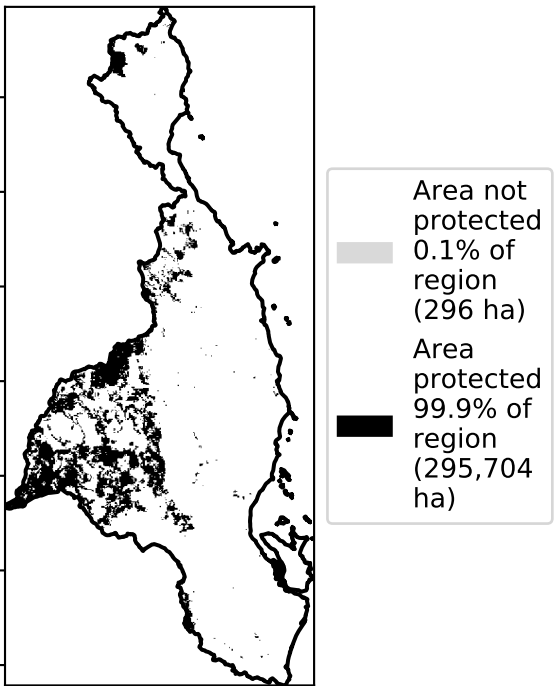 Area not
protected
0.1% of
region
(296 ha)
Area
protected
99.9% of
region
(295,704
ha)